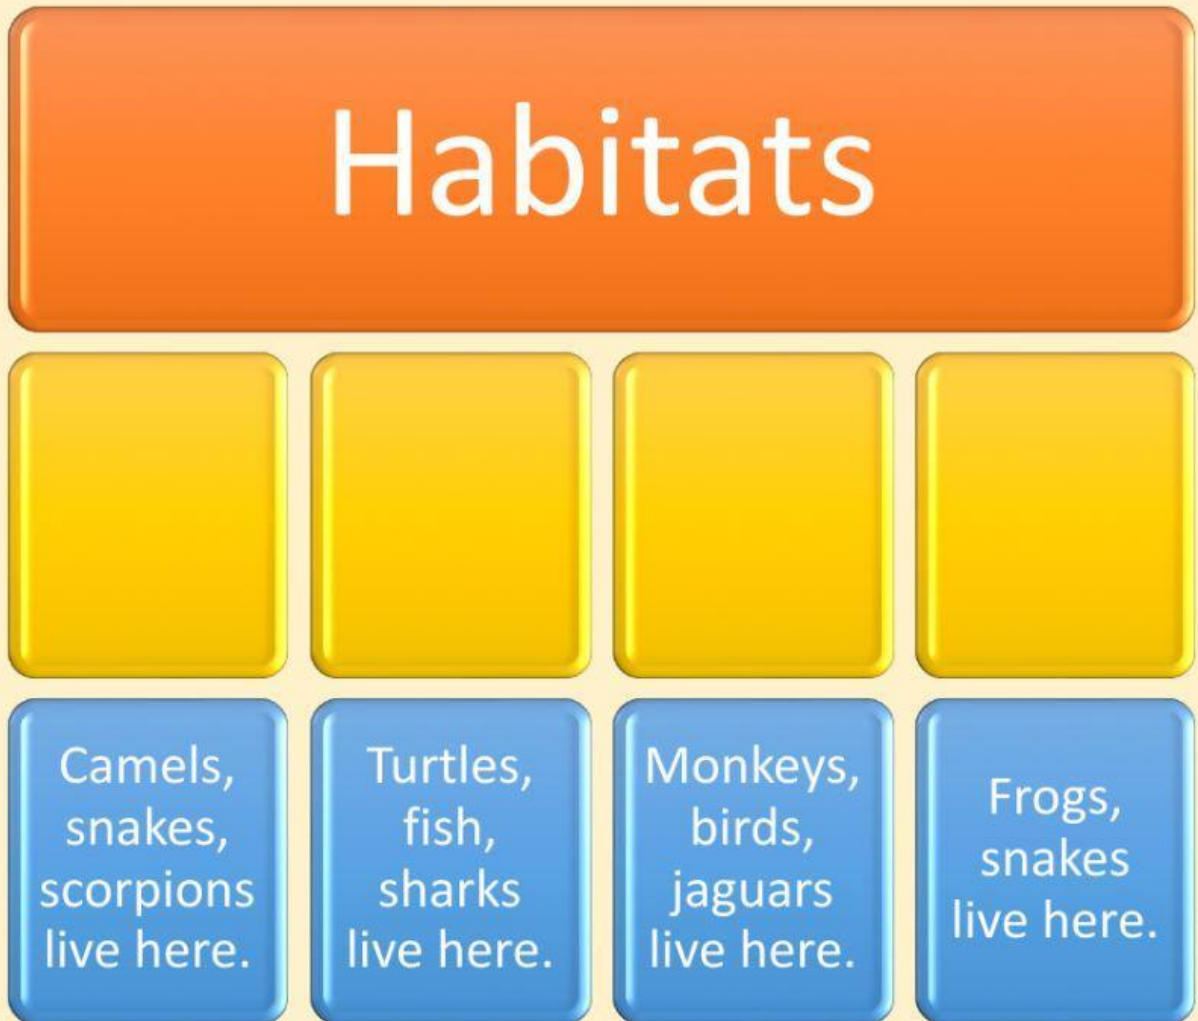 Habitats
Camels,
snakes,
scorpions
live here.
Turtles,
fish,
sharks
live here.
Monkeys,
birds,
jaguars
live here.
Frogs,
snakes
live here.